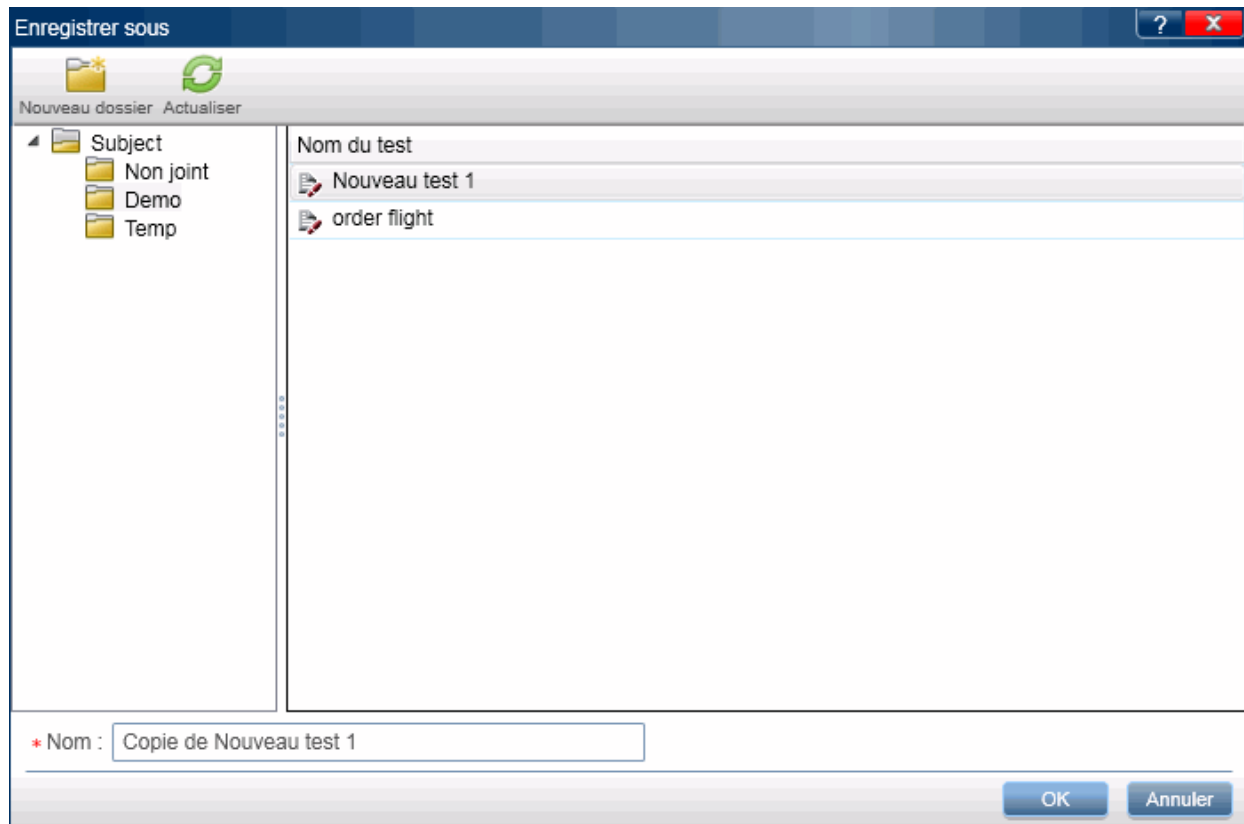 Enregistrer sous
?
X
Nouveau dossier Actualiser
Subject
Non joint
Demo
Temp
Nom du test
Nouveau test 1
order flight
* Nom : Copie de Nouveau test 1
OK Annuler